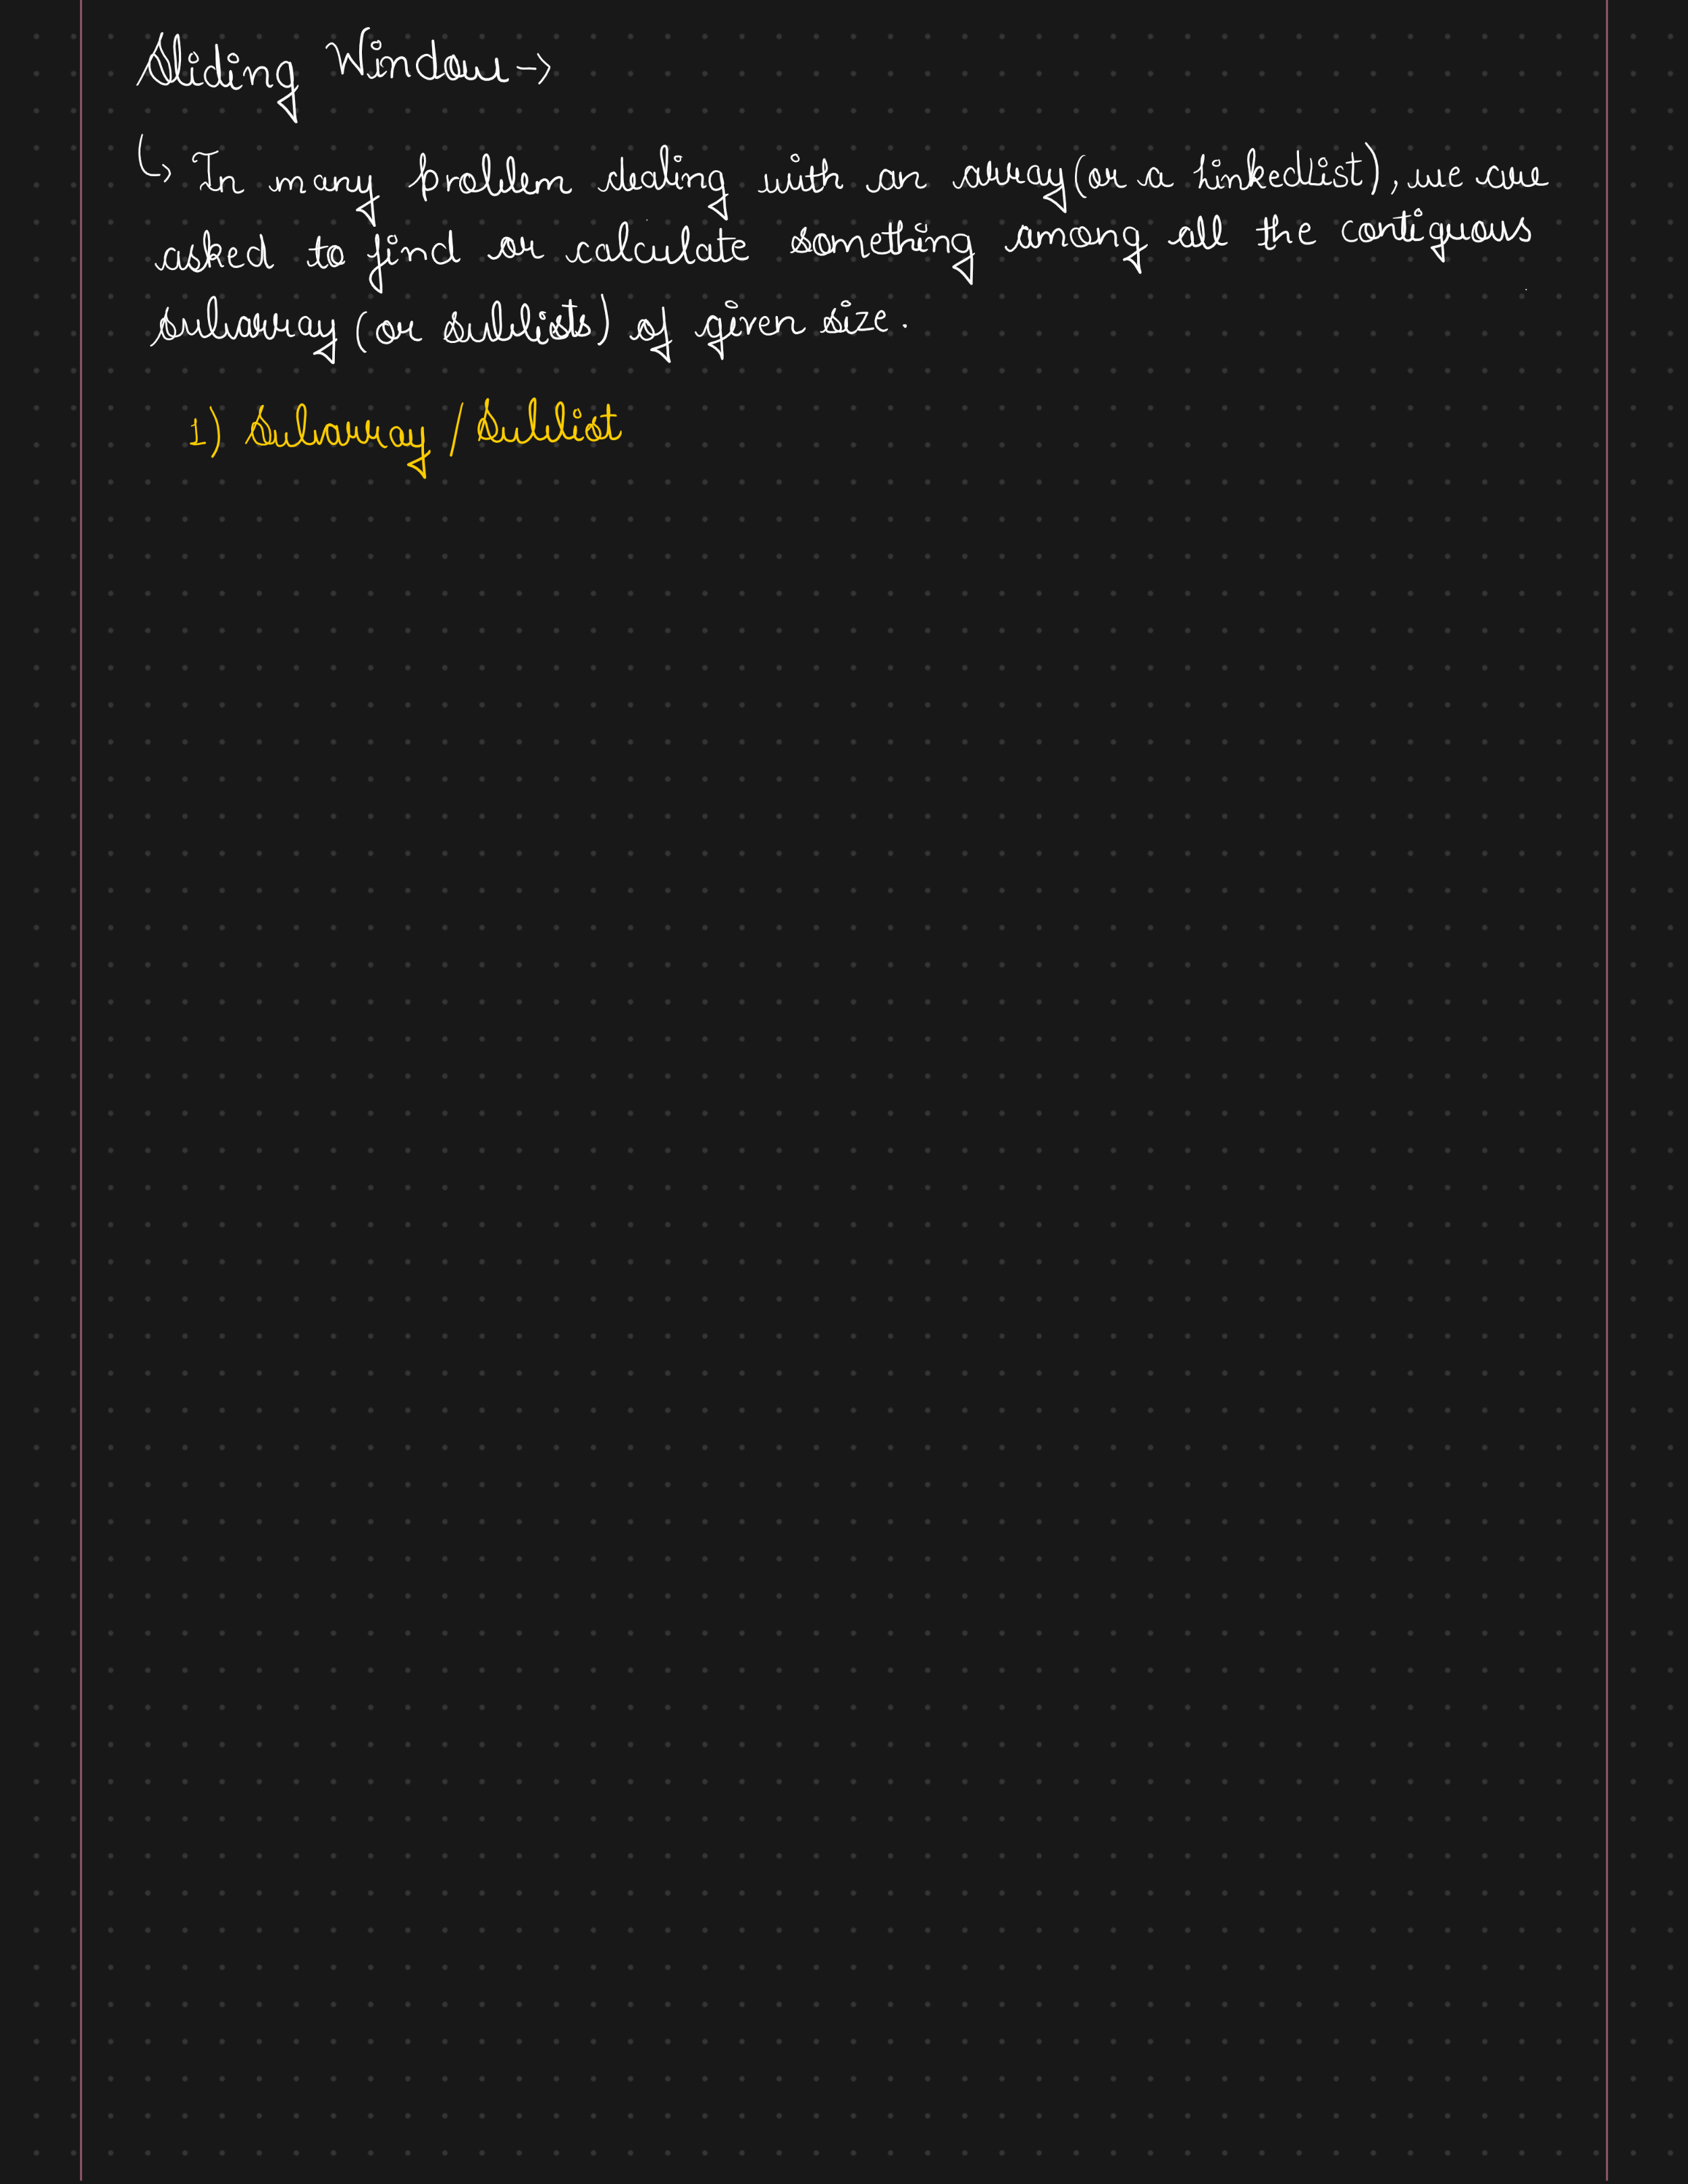 Sliding Window →
↳ In many problem dealing with an array (or a LinkedList), we are
asked to find or calculate something among all the contiguous
subarray (or sublists) of given size.
1) Subarray / Sublist